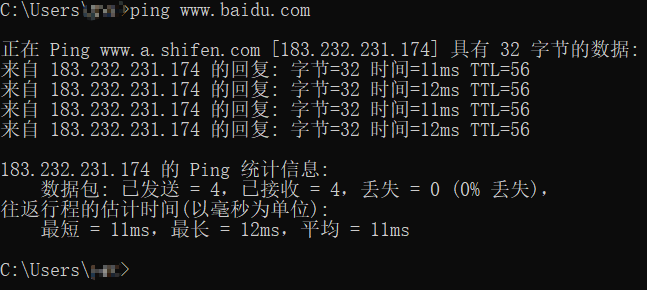 C:\Users\>ping www.baidu.com
正在 Ping www.a.shifen.com [183.232.231.174] 具有 32 字节的数据:
来自 183.232.231.174 的回复: 字节=32 时间=11ms TTL=56
来自 183.232.231.174 的回复: 字节=32 时间=12ms TTL=56
来自 183.232.231.174 的回复: 字节=32 时间=12ms TTL=56
来自 183.232.231.174 的回复: 字节=32 时间=12ms TTL=56
183.232.231.174 的 Ping 统计信息:
数据包: 已发送 = 4，已接收 = 4，丢失 = 0 (0% 丢失)，
往返行程的估计时间(以毫秒为单位):
最短 = 11ms，最长 = 12ms，平均 = 11ms
C:\Users\>